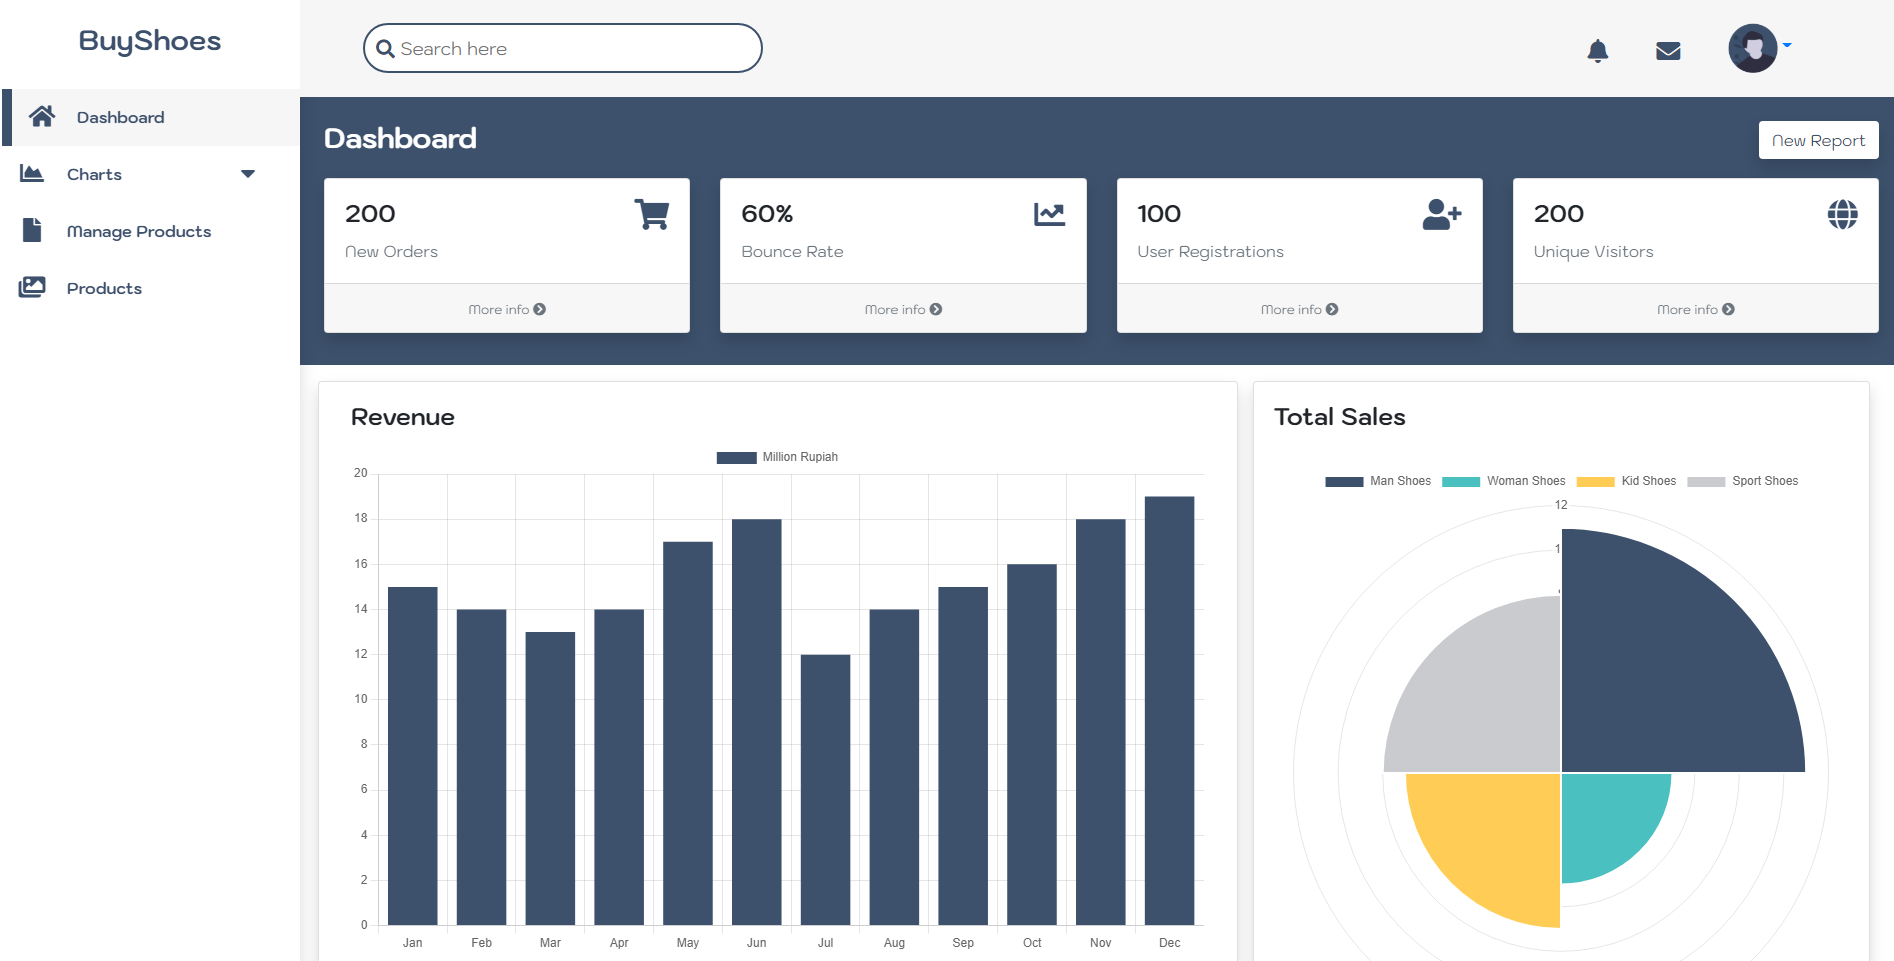 BuyShoes
Search here
Dashboard
Charts
Manage Products
Products
Dashboard
New Report
200
New Orders
More info
60%
Bounce Rate
More info
100
User Registrations
More info
200
Unique Visitors
More info
Revenue
Million Rupiah
20
18
16
14
12
10
8
6
4
2
0
Jan Feb Mar Apr May Jun Jul Aug Sep Oct Nov Dec
Total Sales
Man Shoes Woman Shoes Kid Shoes Sport Shoes
12